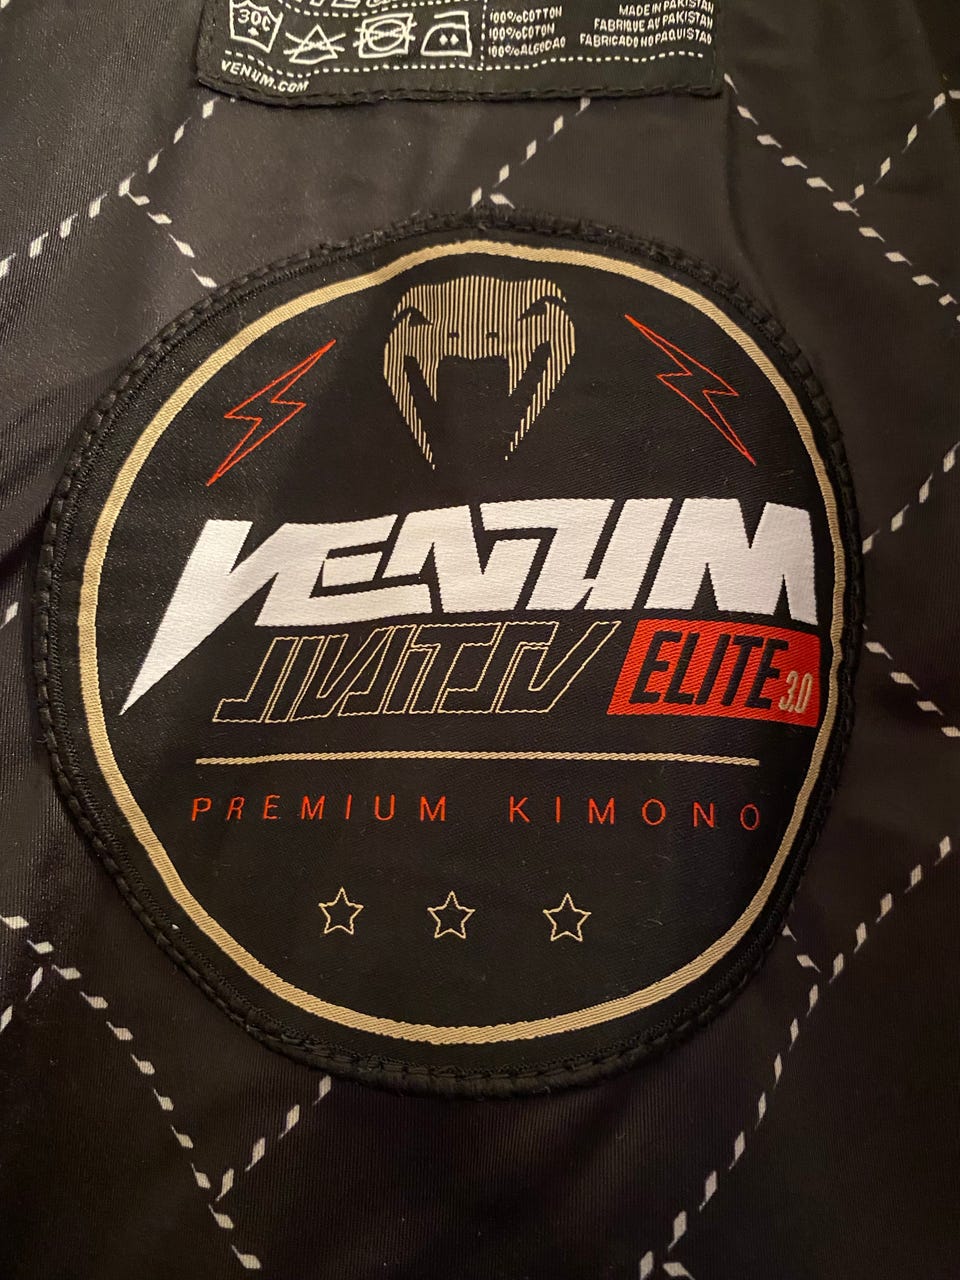 30C
100%COTTON
100%COTON
100%ALGODAO
MADE IN PAKISTAN
FABRIQUE AU PAKISTAN
FABRICADO NO PAQUISTAO
VENUM.COM
VENUM
JIUJITSU ELITE 3.0
PREMIUM KIMONO